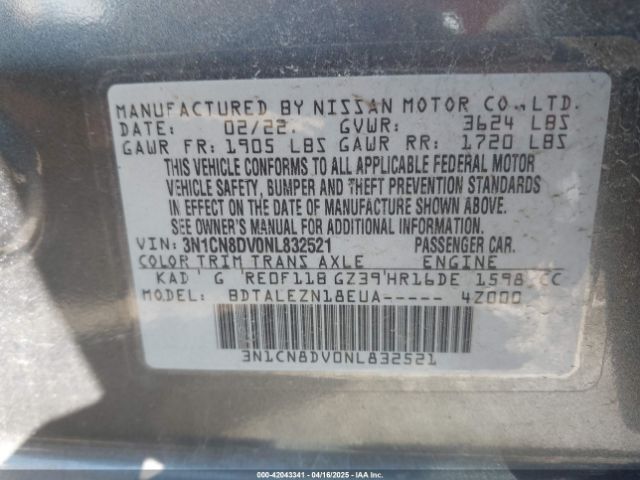 MANUFACTURED BY NISSAN MOTOR CO.,LTD.
DATE: 02/22. GVWR: 3624 LBS
GAWR FR: 1905 LBS GAWR RR: 1720 LBS
THIS VEHICLE CONFORMS TO ALL APPLICABLE FEDERAL MOTOR
VEHICLE SAFETY, BUMPER AND THEFT PREVENTION STANDARDS
IN EFFECT ON THE DATE OF MANUFACTURE SHOWN ABOVE.
SEE OWNER'S MANUAL FOR ADDITIONAL INFORMATION.
VIN: 3N1CN8DV0NL832521 PASSENGER CAR.
COLOR TRIM TRANS AXLE ENGINE
KAD G RE0F11B GZ39 HR16DE 1598 CC
MODEL: BDTALEZN18EUA----- 4Z000
3N1CN8DV0NL832521
000-42043341 - 04/16/2025 - IAA Inc.